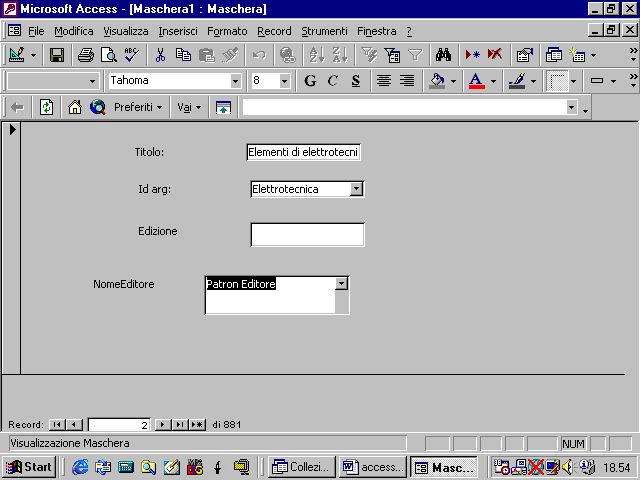 Microsoft Access - [Maschera1 : Maschera]
File Modifica Visualizza Inserisci Formato Record Strumenti Finestra ?
Tahoma 8 G C S A
Preferiti Vai
Titolo: Elementi di elettrotecni
Id arg: Elettrotecnica
Edizione
NomeEditore Patron Editore
Record: 2 di 881
Visualizzazione Maschera NUM
Start Collezi... access... Masc... 18.54